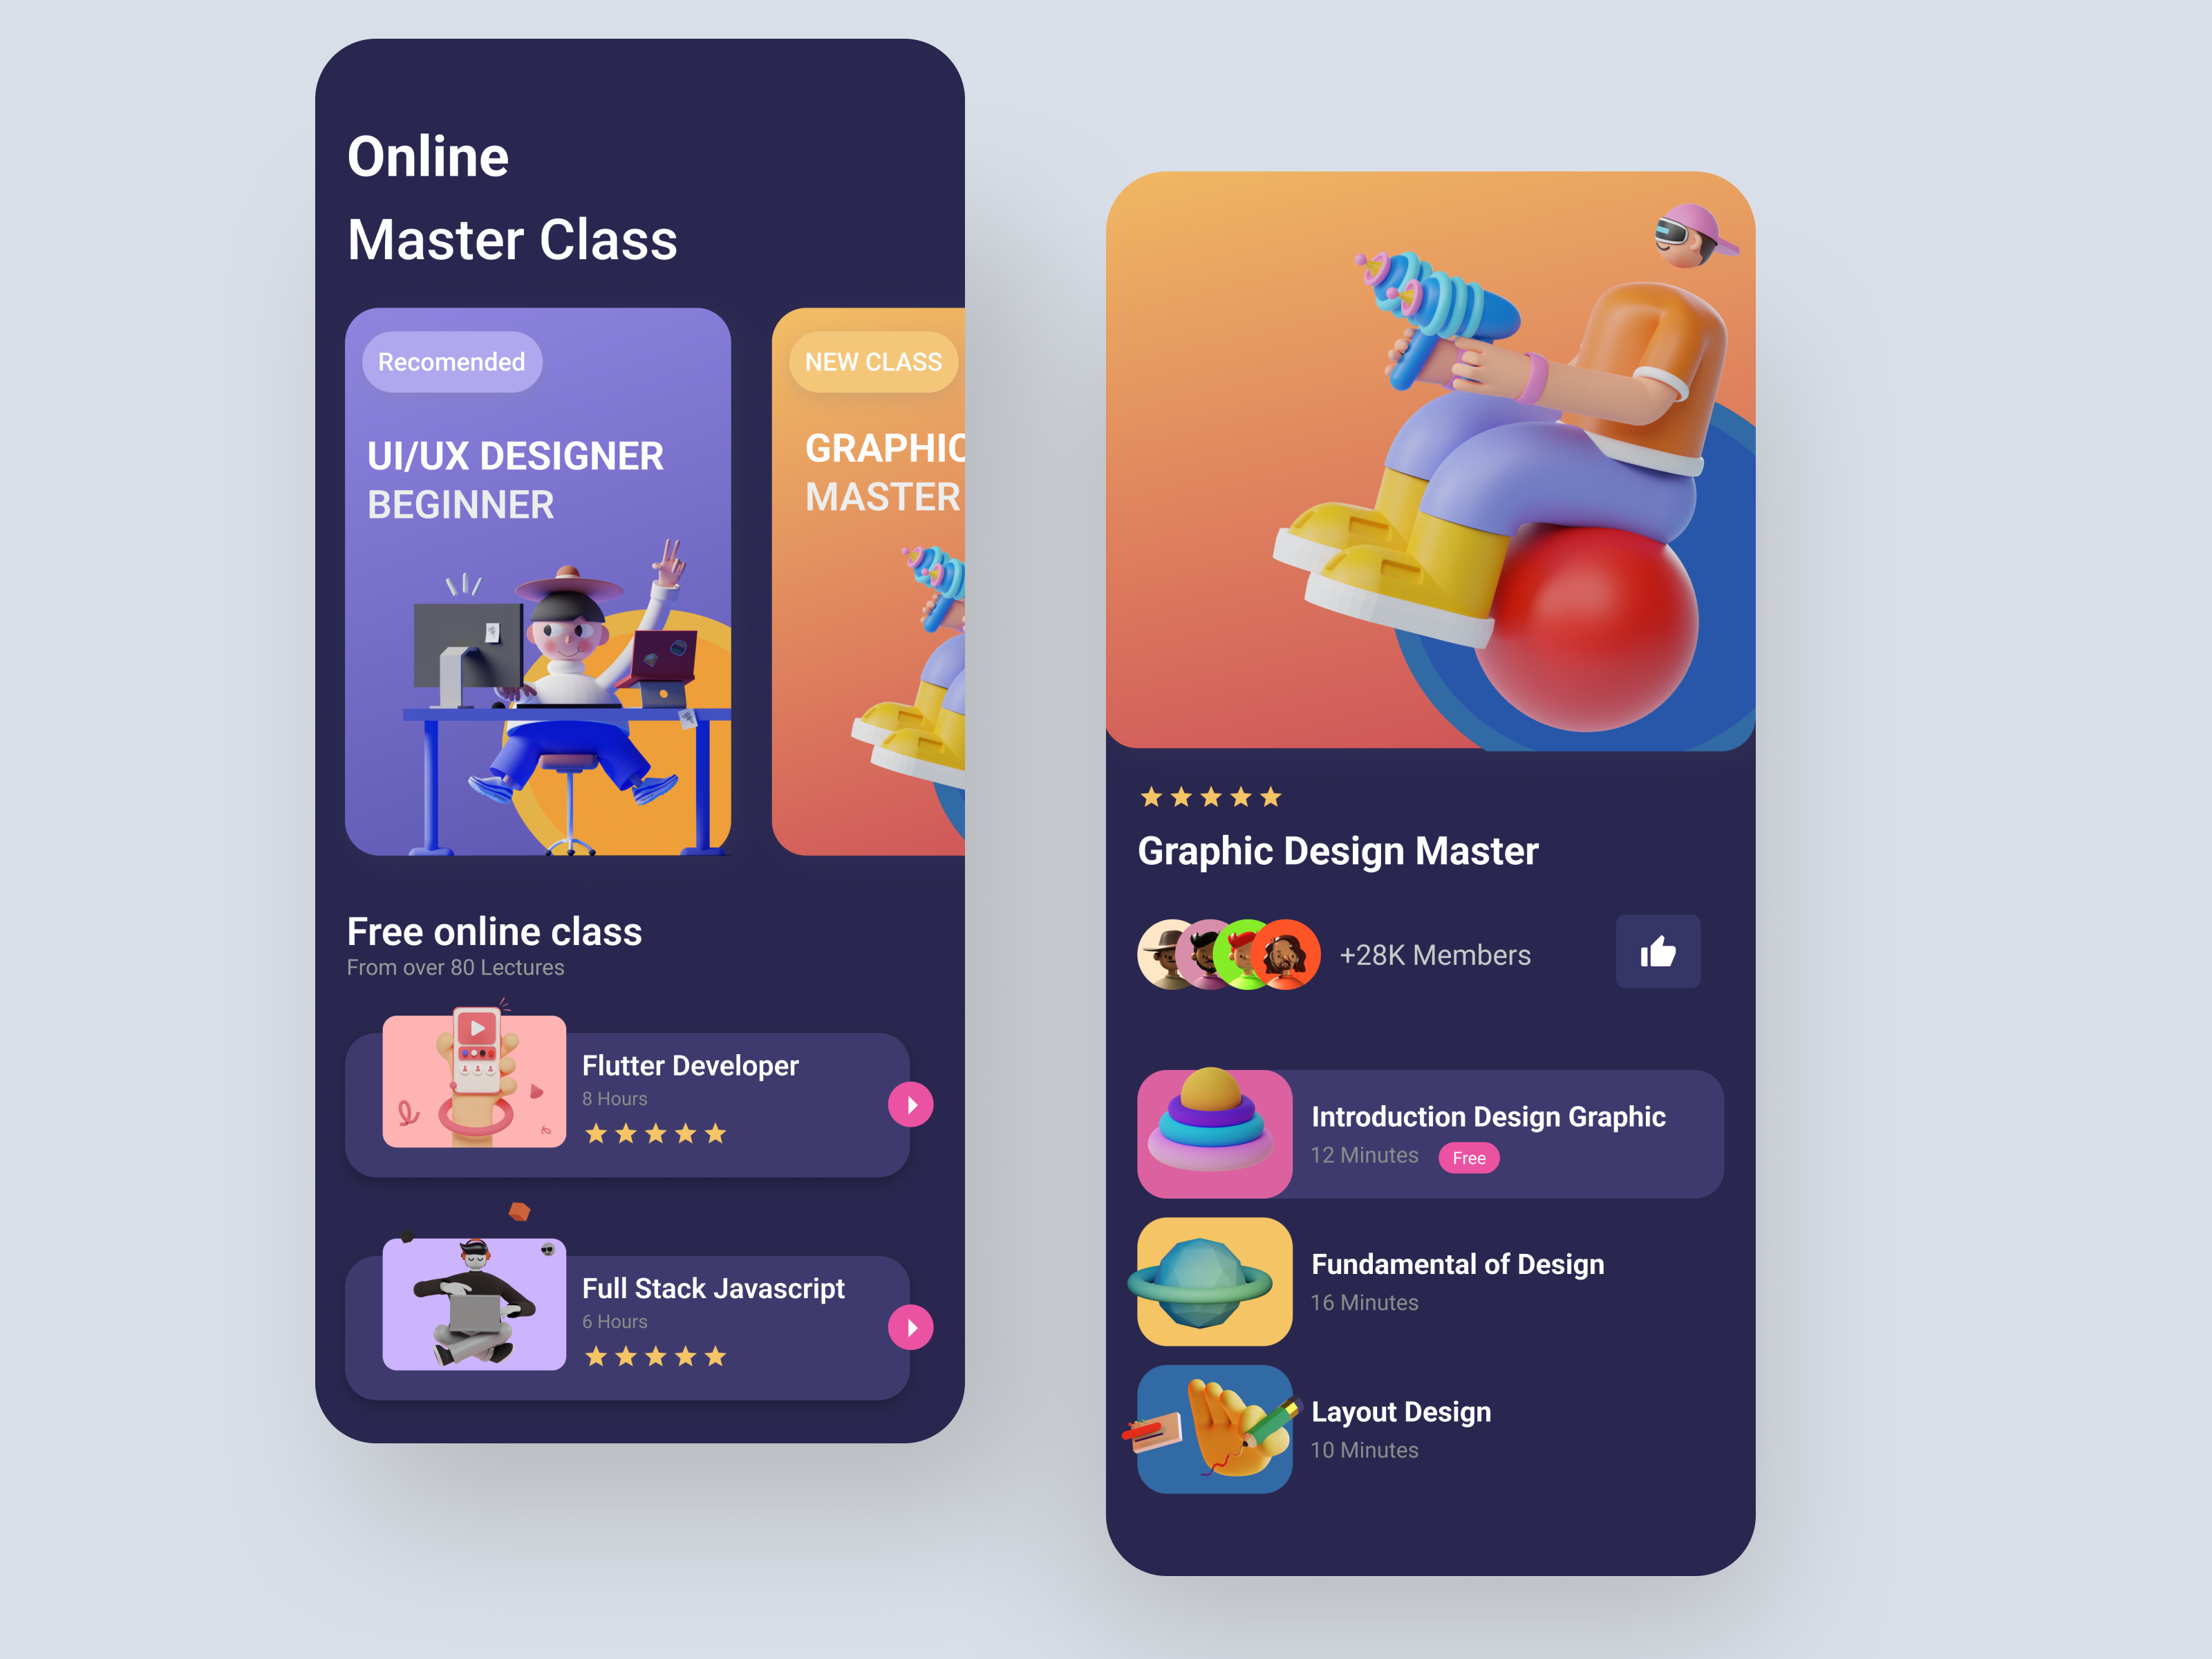 Online
Master Class
Recomended
UI/UX DESIGNER
BEGINNER
NEW CLASS
GRAPHIC
MASTER
Free online class
From over 80 Lectures
Flutter Developer
8 Hours
Full Stack Javascript
6 Hours
Graphic Design Master
+28K Members
Introduction Design Graphic
12 Minutes
Free
Fundamental of Design
16 Minutes
Layout Design
10 Minutes